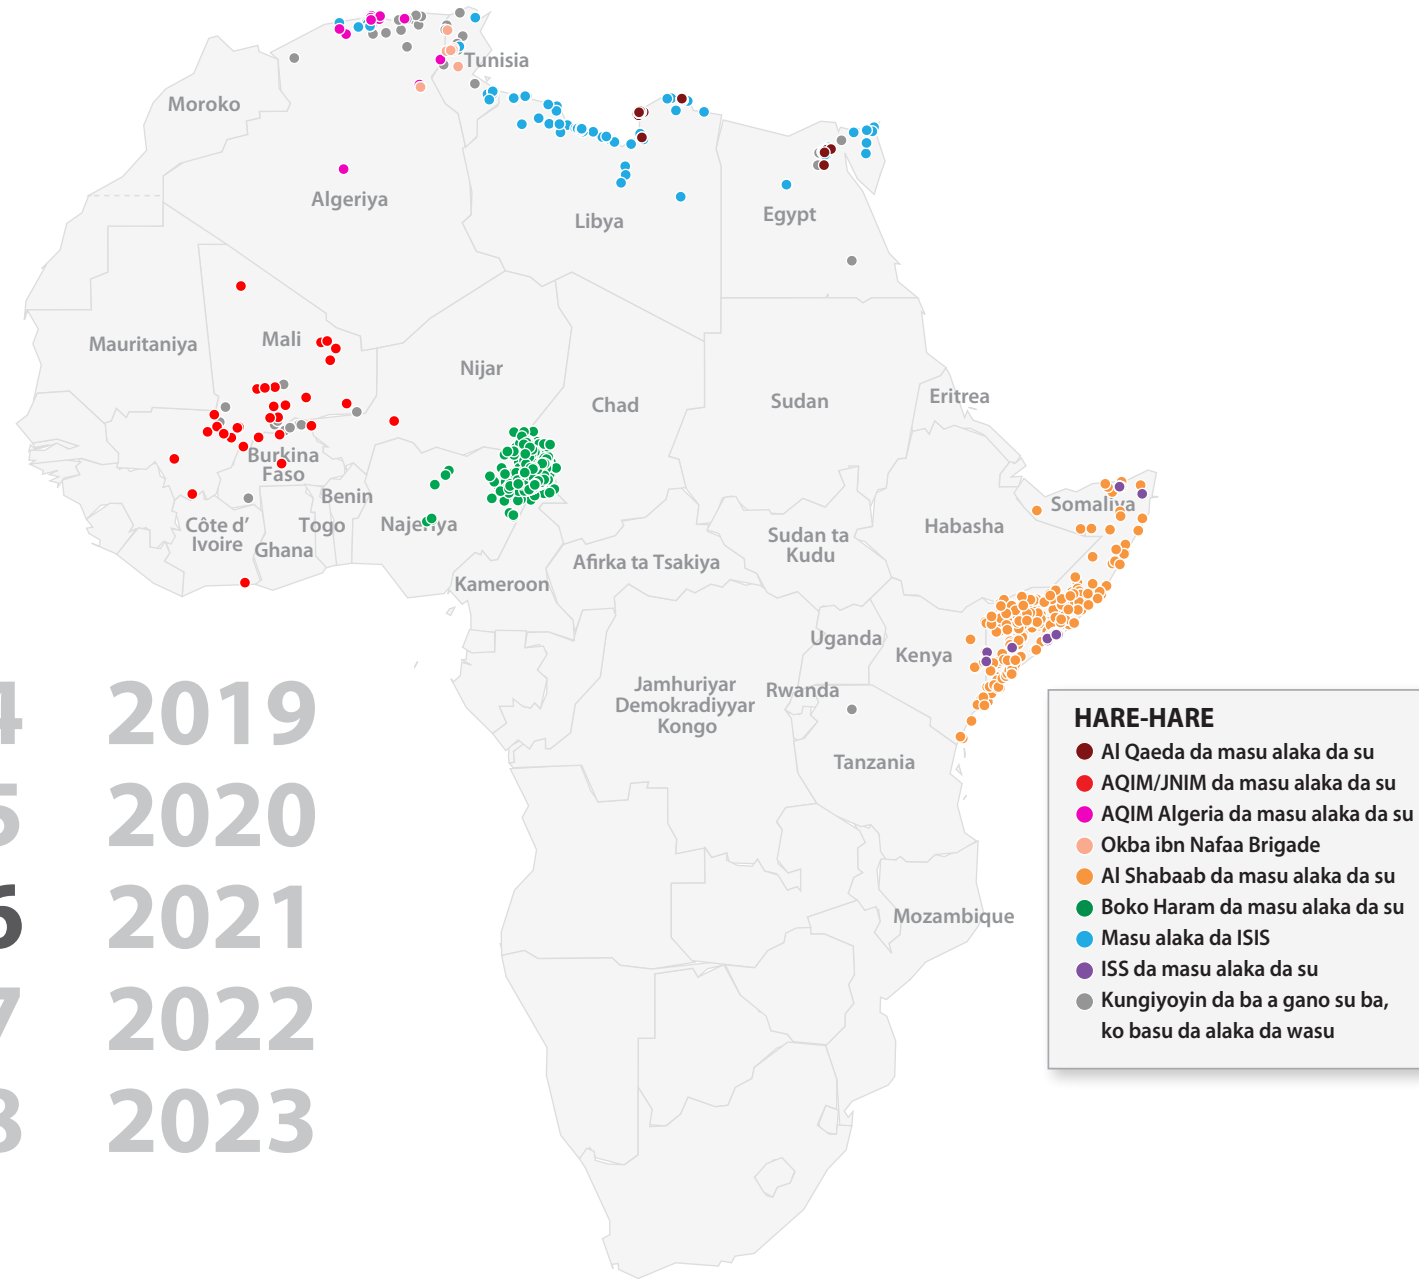 Tunisia
Moroko
Algeriya
Libya
Egypt
Mauritaniya
Mali
Nijar
Chad
Sudan
Eritrea
Burkina
Faso
Benin
Togo
Najeriya
Côte d’
Ivoire
Ghana
Kameroon
Afirka ta Tsakiya
Sudan ta
Kudu
Habasha
Somaliya
Uganda
Kenya
Rwanda
Jamhuriyar
Demokradiyyar
Kongo
Tanzania
Mozambique
4 2019
5 2020
6 2021
7 2022
8 2023
HARE-HARE
Al Qaeda da masu alaka da su
AQIM/JNIM da masu alaka da su
AQIM Algeria da masu alaka da su
Okba ibn Nafaa Brigade
Al Shabaab da masu alaka da su
Boko Haram da masu alaka da su
Masu alaka da ISIS
ISS da masu alaka da su
Kungiyoyin da ba a gano su ba,
ko basu da alaka da wasu